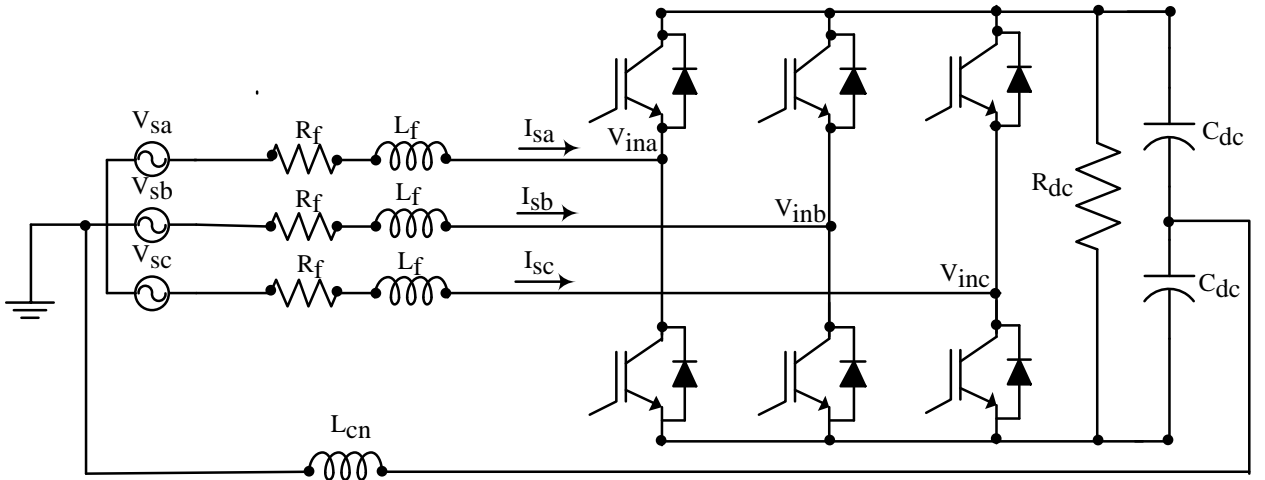 Vsa
Rf
Lf
Isa
Vina
Cdc
Vsb
Rf
Lf
Isb
Vinb
Rdc
Vsc
Rf
Lf
Isc
Vinc
Cdc
Lcn